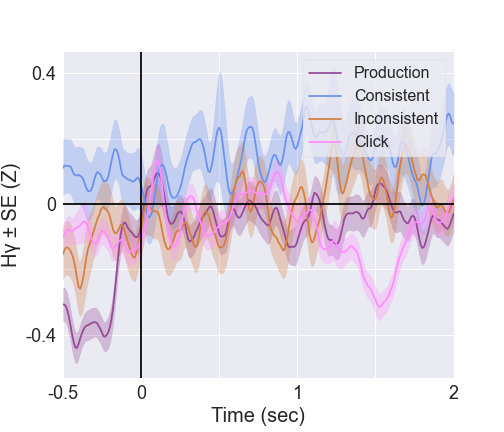 Production
Consistent
Inconsistent
Click
0.4
0
-0.4
Hγ ± SE (Z)
-0.5
0
1
2
Time (sec)